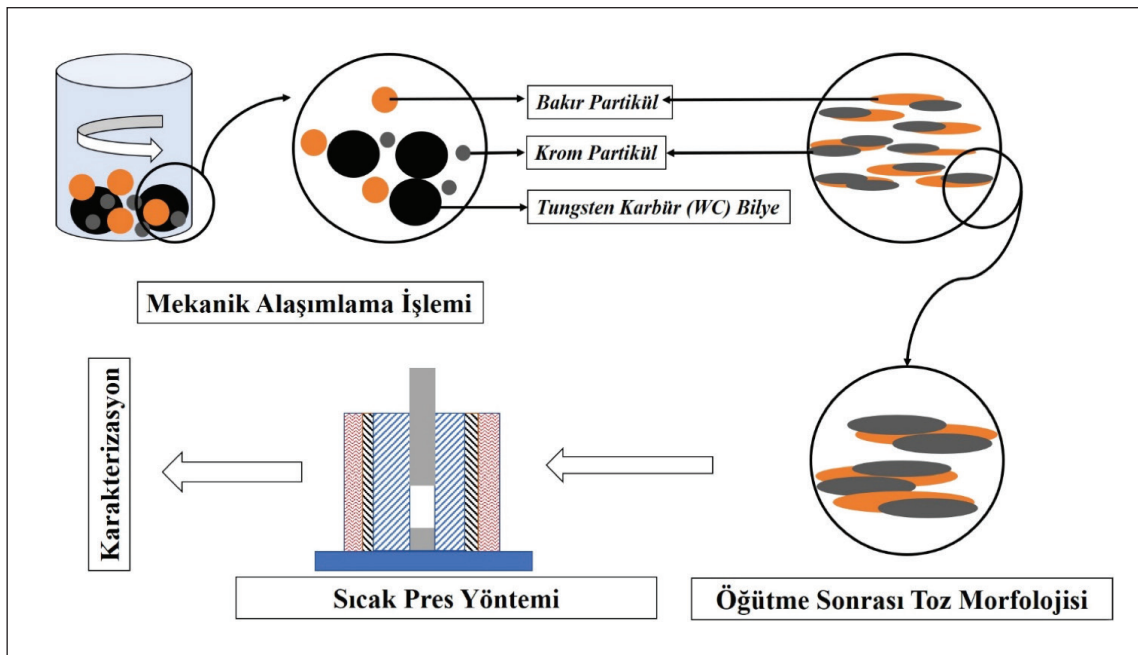 Bakır Partikül
Krom Partikül
Tungsten Karbür (WC) Bilye
Mekanik Alaşımlama İşlemi
Karakterizasyon
Sıcak Pres Yöntemi
Öğütme Sonrası Toz Morfolojisi